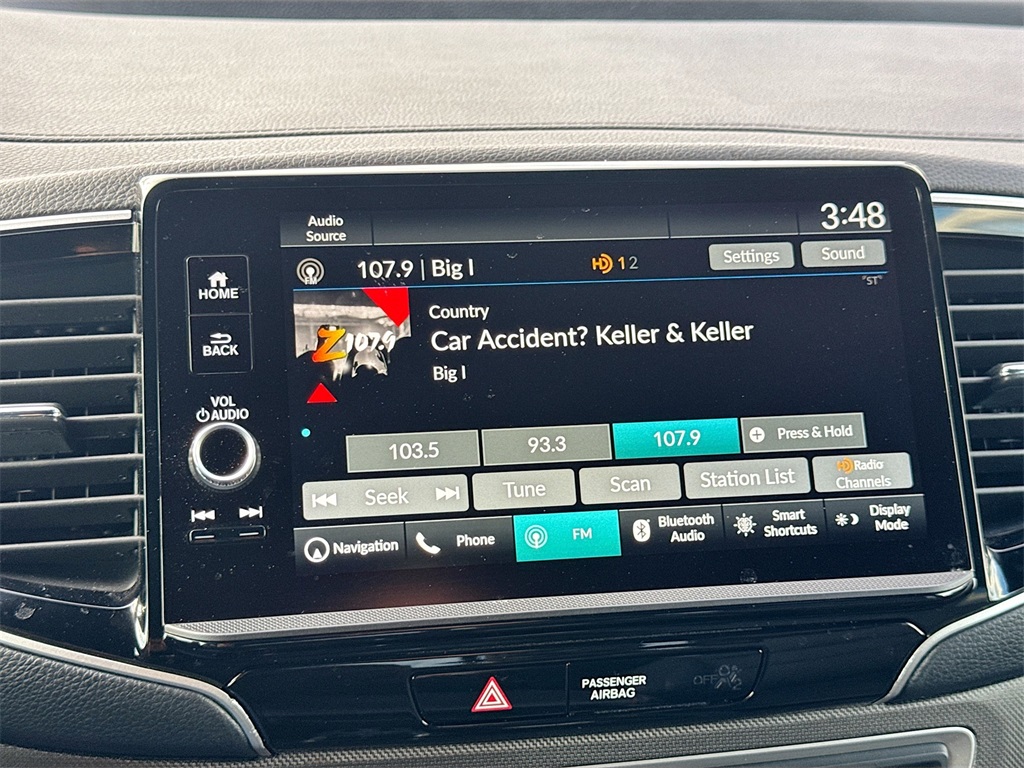 Audio
Source
3:48
FM
107.9 | Big I
HD 1 2
Settings
Sound
"ST"
HOME
BACK
VOL
AUDIO
Z107.9
Country
Car Accident? Keller & Keller
Big I
103.5
93.3
107.9
Press & Hold
Seek
Tune
Scan
Station List
HD Radio
Channels
Navigation
Phone
FM
Bluetooth
Audio
Smart
Shortcuts
Display
Mode
PASSENGER
AIRBAG
OFF